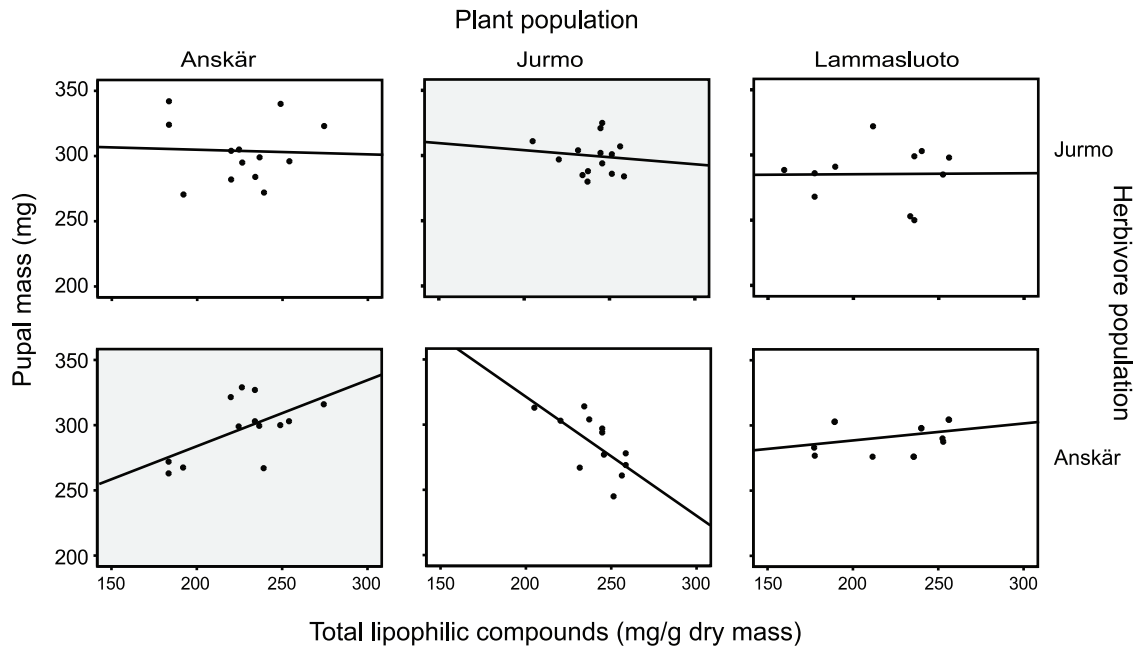 Plant population
Anskär
Jurmo
Lammasluoto
350
300
250
200
Jurmo
Pupal mass (mg)
Herbivore population
350
300
250
200
Anskär
150 200 250 300
150 200 250 300
150 200 250 300
Total lipophilic compounds (mg/g dry mass)